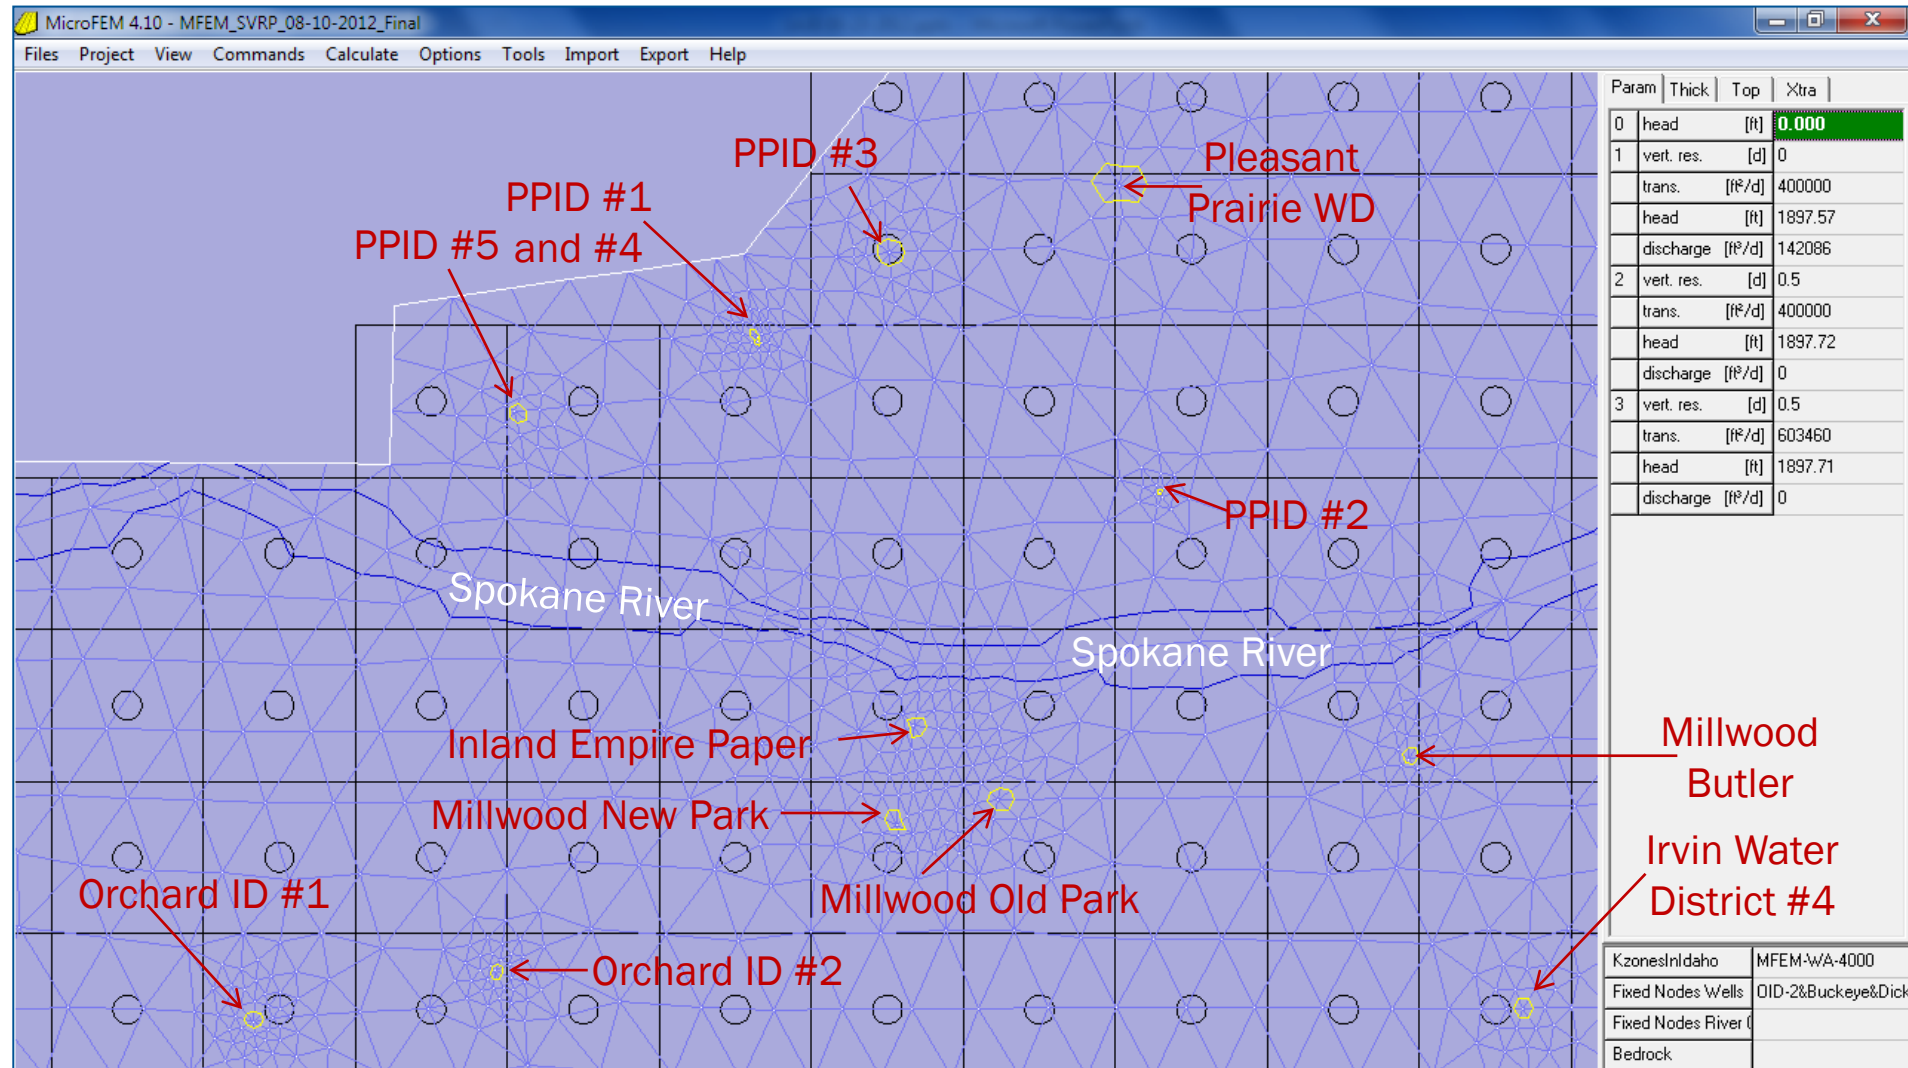 MicroFEM 4.10 - MFEM_SVRP_08-10-2012_Final
Files Project View Commands Calculate Options Tools Import Export Help
Param Thick Top Xtra
0 head [ft] 0.000
1 vert. res. [d] 0
trans. [ft²/d] 400000
head [ft] 1897.57
discharge [ft³/d] 142086
2 vert. res. [d] 0.5
trans. [ft²/d] 400000
head [ft] 1897.72
discharge [ft³/d] 0
3 vert. res. [d] 0.5
trans. [ft²/d] 603460
head [ft] 1897.71
discharge [ft³/d] 0
PPID #3
Pleasant
Prairie WD
PPID #1
and #4
PPID #5
PPID #2
Spokane River
Spokane River
Inland Empire Paper
Millwood
Butler
Millwood New Park
Millwood Old Park
Irvin Water
District #4
Orchard ID #1
Orchard ID #2
KzonesInIdaho MFEM-WA-4000
Fixed Nodes Wells OID-2&Buckeye&Dick
Fixed Nodes River
Bedrock